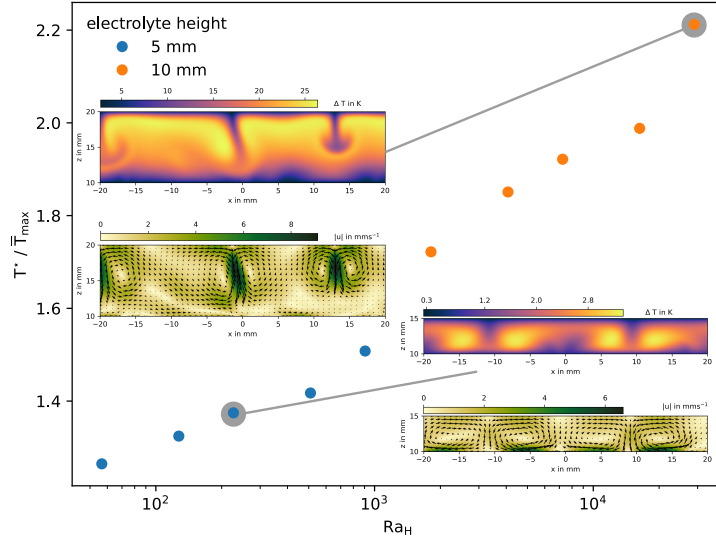 electrolyte height
5 mm
10 mm
2.2
2.0
1.8
1.6
1.4
T* / T̅max
10²
10³
10⁴
RaH
5 10 15 20 25
Δ T in K
20
10
z in mm
−20 −15 −10 −5 0 5 10 15 20
x in mm
0 2 4 6 8
|u| in mms⁻¹
20
15
10
z in mm
−20 −15 −10 −5 0 5 10 15 20
x in mm
0.3 1.2 2.0 2.8
Δ T in K
15
10
z in mm
−20 −15 −10 −5 0 5 10 15 20
x in mm
0 2 4 6
|u| in mms⁻¹
15
10
z in mm
−20 −15 −10 −5 0 5 10 15 20
x in mm